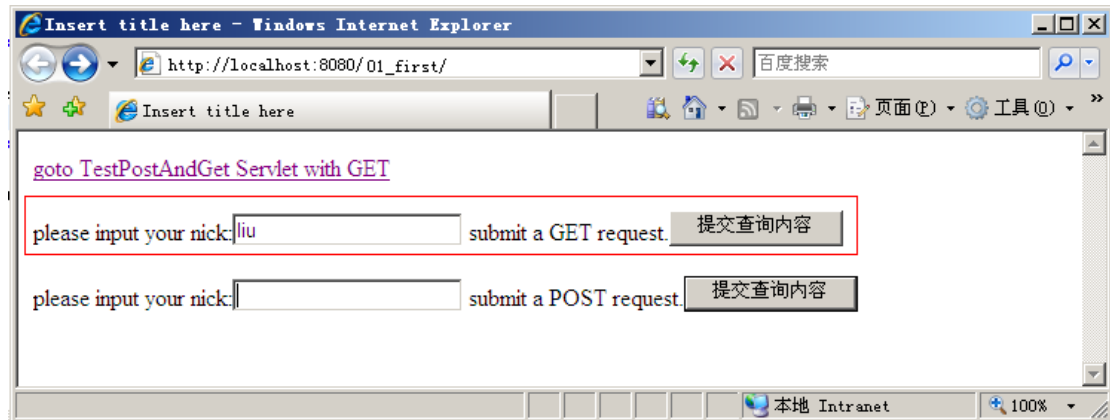 Insert title here - Windows Internet Explorer
http://localhost:8080/01_first/ 百度搜索
Insert title here 页面(P) 工具(O) »
goto TestPostAndGet Servlet with GET
please input your nick:liu submit a GET request. 提交查询内容
please input your nick: submit a POST request. 提交查询内容
本地 Intranet 100%